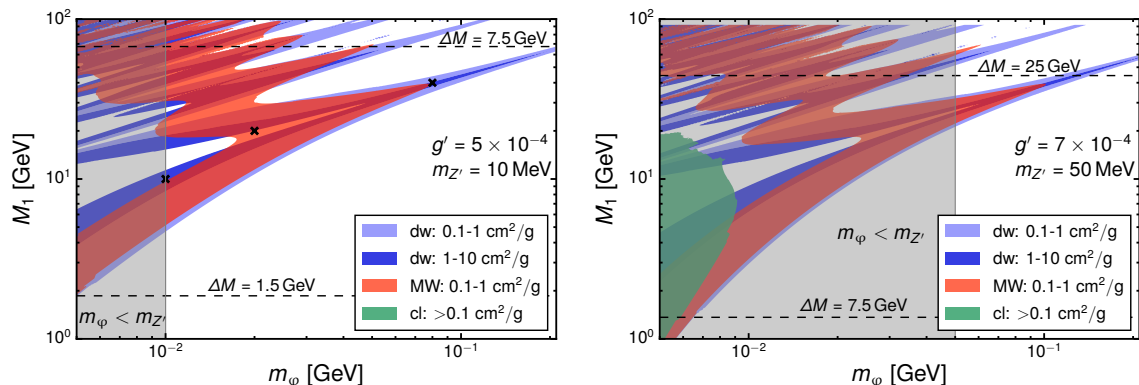 10²
10¹
10⁰
M₁ [GeV]
ΔM = 7.5 GeV
g′ = 5 × 10⁻⁴
m_Z′ = 10 MeV
dw: 0.1-1 cm²/g
dw: 1-10 cm²/g
MW: 0.1-1 cm²/g
cl: >0.1 cm²/g
ΔM = 1.5 GeV
m_φ < m_Z′
10⁻² 10⁻¹
m_φ [GeV]
10²
10¹
10⁰
M₁ [GeV]
ΔM = 25 GeV
g′ = 7 × 10⁻⁴
m_Z′ = 50 MeV
m_φ < m_Z′
dw: 0.1-1 cm²/g
dw: 1-10 cm²/g
MW: 0.1-1 cm²/g
cl: >0.1 cm²/g
ΔM = 7.5 GeV
10⁻² 10⁻¹
m_φ [GeV]